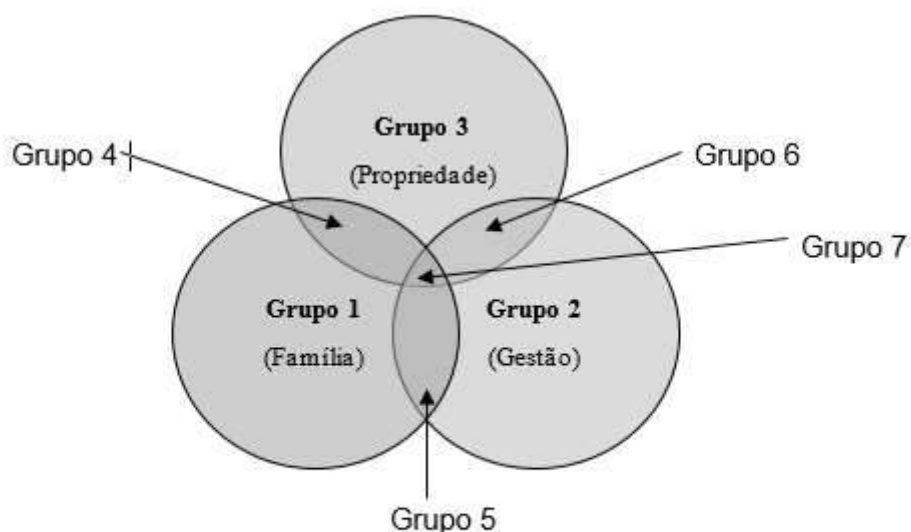 Grupo 3
(Propriedade)
Grupo 4
Grupo 6
Grupo 7
Grupo 1
(Família)
Grupo 2
(Gestão)
Grupo 5